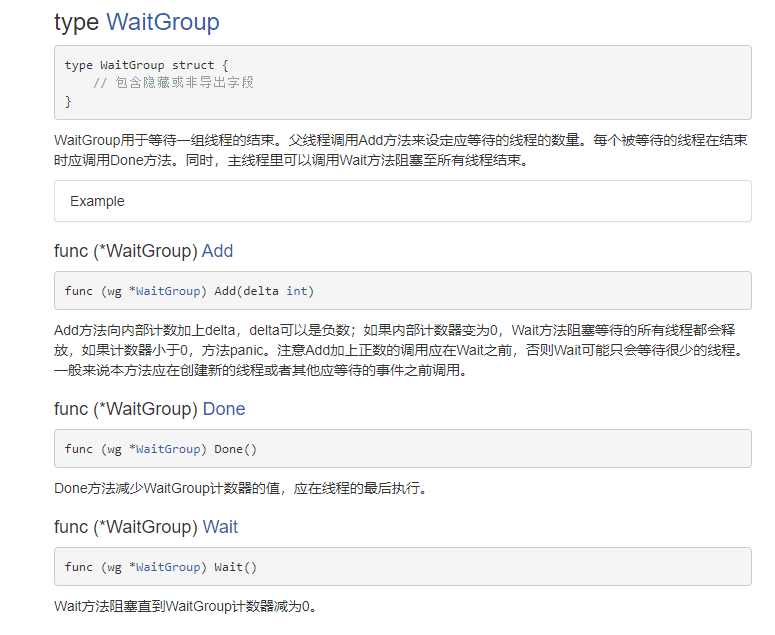 type WaitGroup
type WaitGroup struct {
    // 包含隐藏或非导出字段
}
WaitGroup用于等待一组线程的结束。父线程调用Add方法来设定应等待的线程的数量。每个被等待的线程在结束
时应调用Done方法。同时，主线程里可以调用Wait方法阻塞至所有线程结束。
Example
func (*WaitGroup) Add
func (wg *WaitGroup) Add(delta int)
Add方法向内部计数加上delta，delta可以是负数；如果内部计数器变为0，Wait方法阻塞等待的所有线程都会释
放，如果计数器小于0，方法panic。注意Add加上正数的调用应在Wait之前，否则Wait可能只会等待很少的线程。
一般来说本方法应在创建新的线程或者其他应等待的事件之前调用。
func (*WaitGroup) Done
func (wg *WaitGroup) Done()
Done方法减少WaitGroup计数器的值，应在线程的最后执行。
func (*WaitGroup) Wait
func (wg *WaitGroup) Wait()
Wait方法阻塞直到WaitGroup计数器减为0。